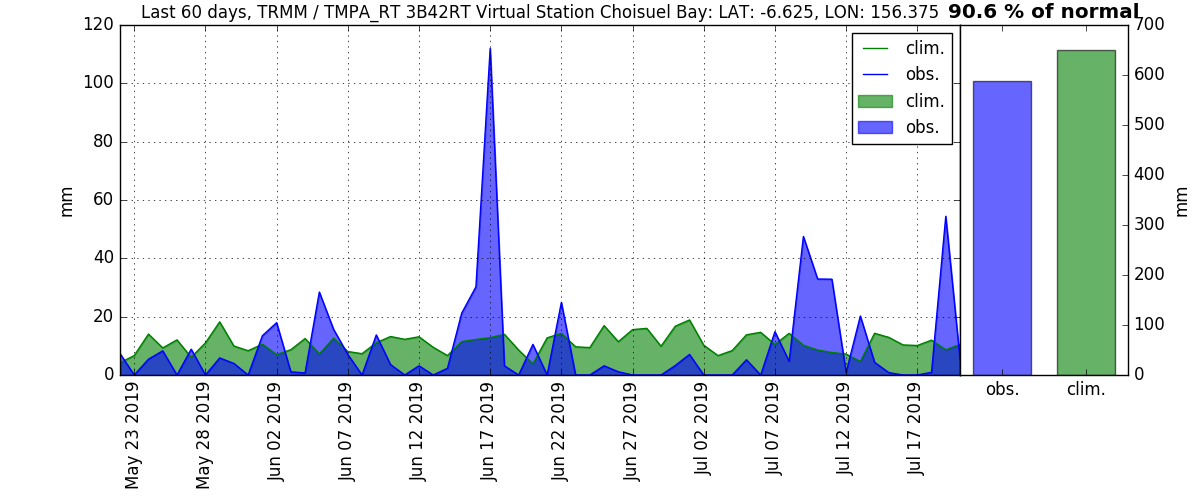 Last 60 days, TRMM / TMPA_RT 3B42RT Virtual Station Choisuel Bay: LAT: -6.625, LON: 156.375
90.6 % of normal
120
100
80
60
40
20
0
mm
clim.
obs.
clim.
obs.
May 23 2019
May 28 2019
Jun 02 2019
Jun 07 2019
Jun 12 2019
Jun 17 2019
Jun 22 2019
Jun 27 2019
Jul 02 2019
Jul 07 2019
Jul 12 2019
Jul 17 2019
700
600
500
400
300
200
100
0
mm
obs.
clim.